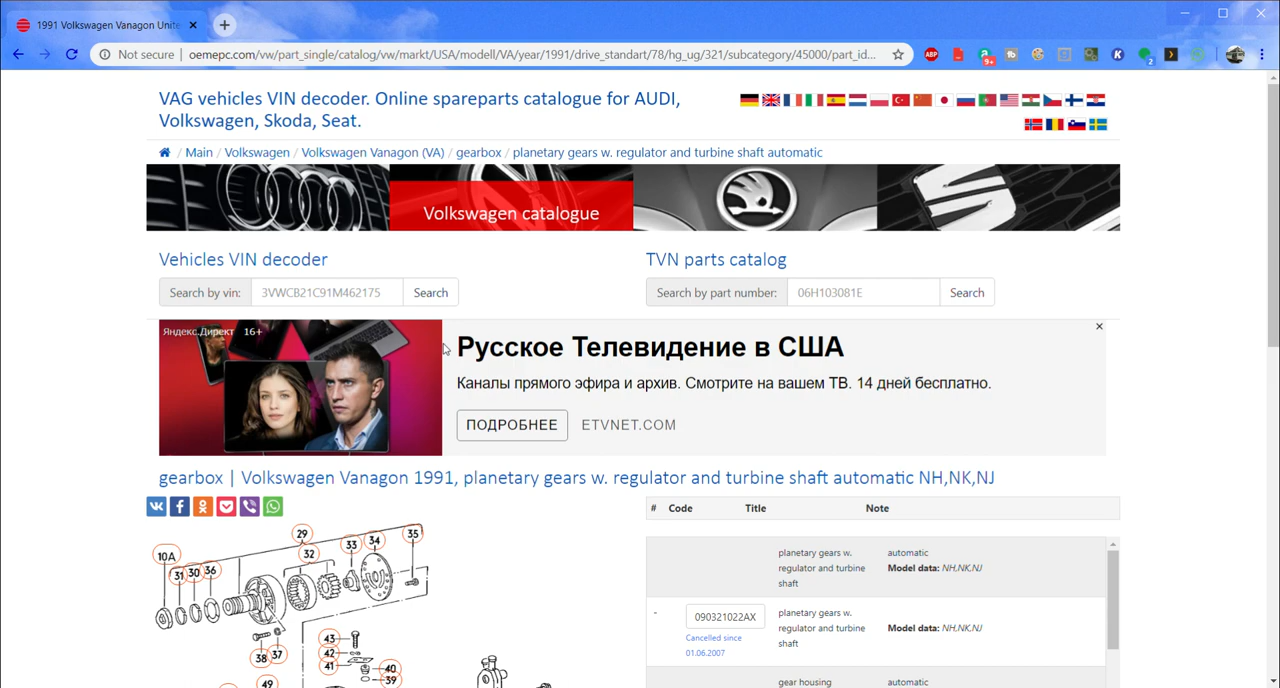 1991 Volkswagen Vanagon Unite
Not secure | oemepc.com/vw/part_single/catalog/vw/markt/USA/modell/VA/year/1991/drive_standart/78/hg_ug/321/subcategory/45000/part_id...
ABP
9+
K
2
VAG vehicles VIN decoder. Online spareparts catalogue for AUDI,
Volkswagen, Skoda, Seat.
/ Main / Volkswagen / Volkswagen Vanagon (VA) / gearbox / planetary gears w. regulator and turbine shaft automatic
Volkswagen catalogue
Vehicles VIN decoder
TVN parts catalog
Search by vin: 3VWCB21C91M462175 Search
Search by part number: 06H103081E Search
Яндекс.Директ 16+
Русское Телевидение в США
Каналы прямого эфира и архив. Смотрите на вашем ТВ. 14 дней бесплатно.
ПОДРОБНЕЕ ETVNET.COM
gearbox | Volkswagen Vanagon 1991, planetary gears w. regulator and turbine shaft automatic NH,NK,NJ
# Code Title Note
planetary gears w.
regulator and turbine
shaft
automatic
Model data: NH,NK,NJ
-
090321022AX
Cancelled since
01.06.2007
planetary gears w.
regulator and turbine
shaft
Model data: NH,NK,NJ
gear housing automatic
29
10A 32 33 34 35
31 30 36
38 37
43
42
41 40
39
49